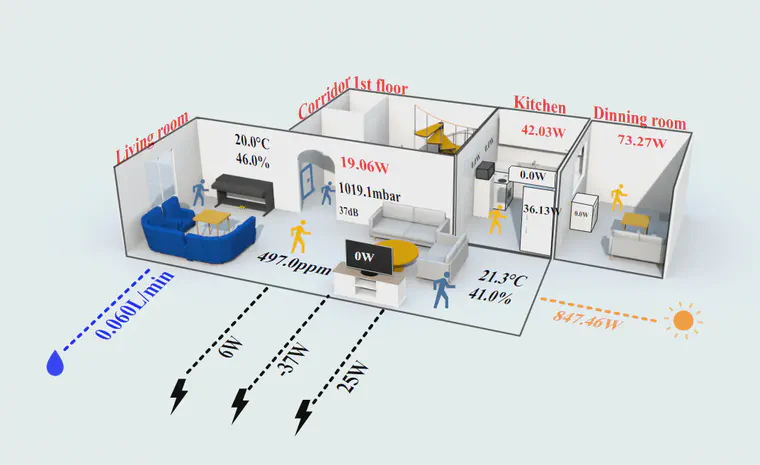 Corridor 1st floor
Kitchen
Dinning room
Living room
42.03W
73.27W
20.0°C
46.0%
19.06W
1019.1mbar
37dB
0.0W
36.13W
0.0W
0W
497.0ppm
21.3°C
41.0%
0.060L/min
6W
-37W
25W
847.46W